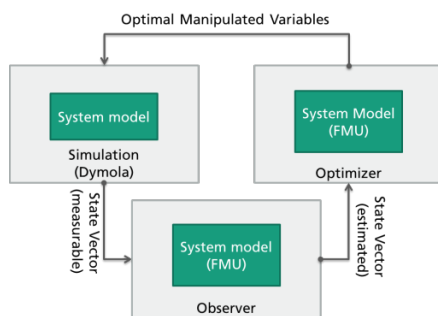 Optimal Manipulated Variables
System model
Simulation
(Dymola)
System Model
(FMU)
Optimizer
State Vector
(measurable)
System model
(FMU)
Observer
State Vector
(estimated)